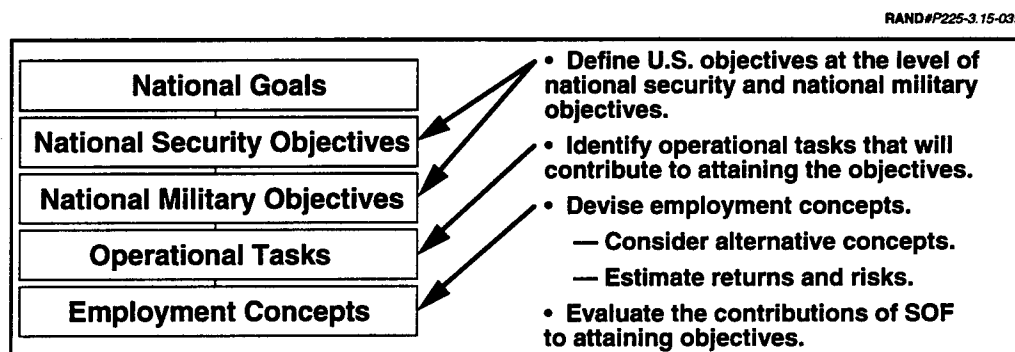 RAND#P225-3.15-03
National Goals
National Security Objectives
National Military Objectives
Operational Tasks
Employment Concepts
• Define U.S. objectives at the level of
national security and national military
objectives.
• Identify operational tasks that will
contribute to attaining the objectives.
• Devise employment concepts.
— Consider alternative concepts.
— Estimate returns and risks.
• Evaluate the contributions of SOF
to attaining objectives.